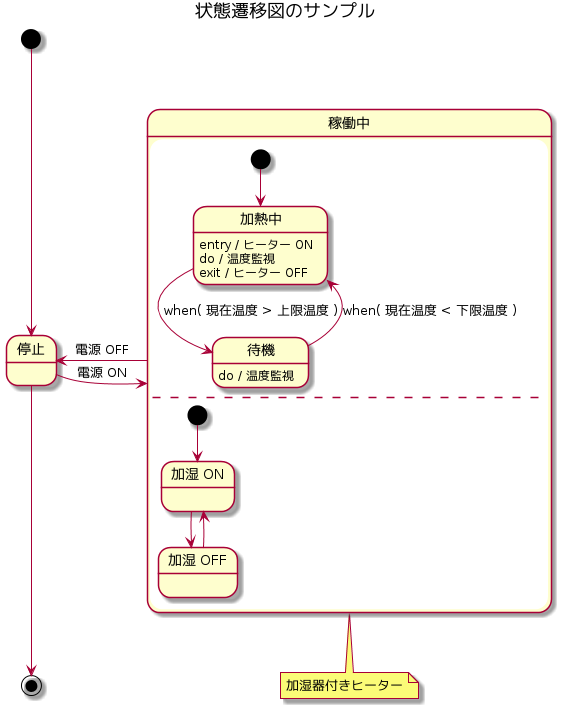 状態遷移図のサンプル
稼働中
加熱中
entry / ヒーター ON
do / 温度監視
exit / ヒーター OFF
when( 現在温度 > 上限温度 )
when( 現在温度 < 下限温度 )
停止
電源 OFF
電源 ON
待機
do / 温度監視
加湿 ON
加湿 OFF
加湿器付きヒーター